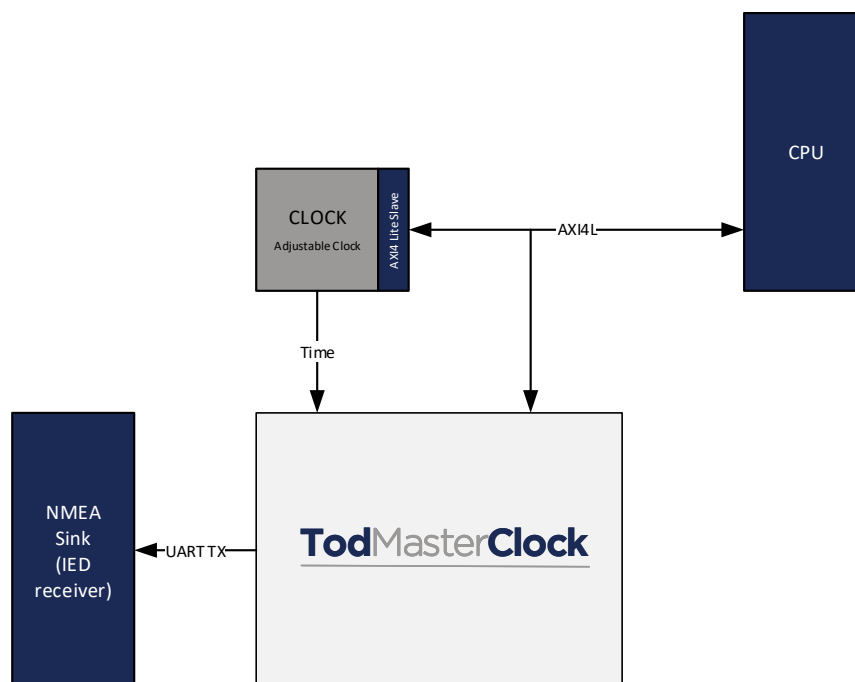 CPU
CLOCK
Adjustable Clock
AXI4 Lite Slave
AXI4L
Time
NMEA
Sink
(IED
receiver)
UART TX
TodMasterClock